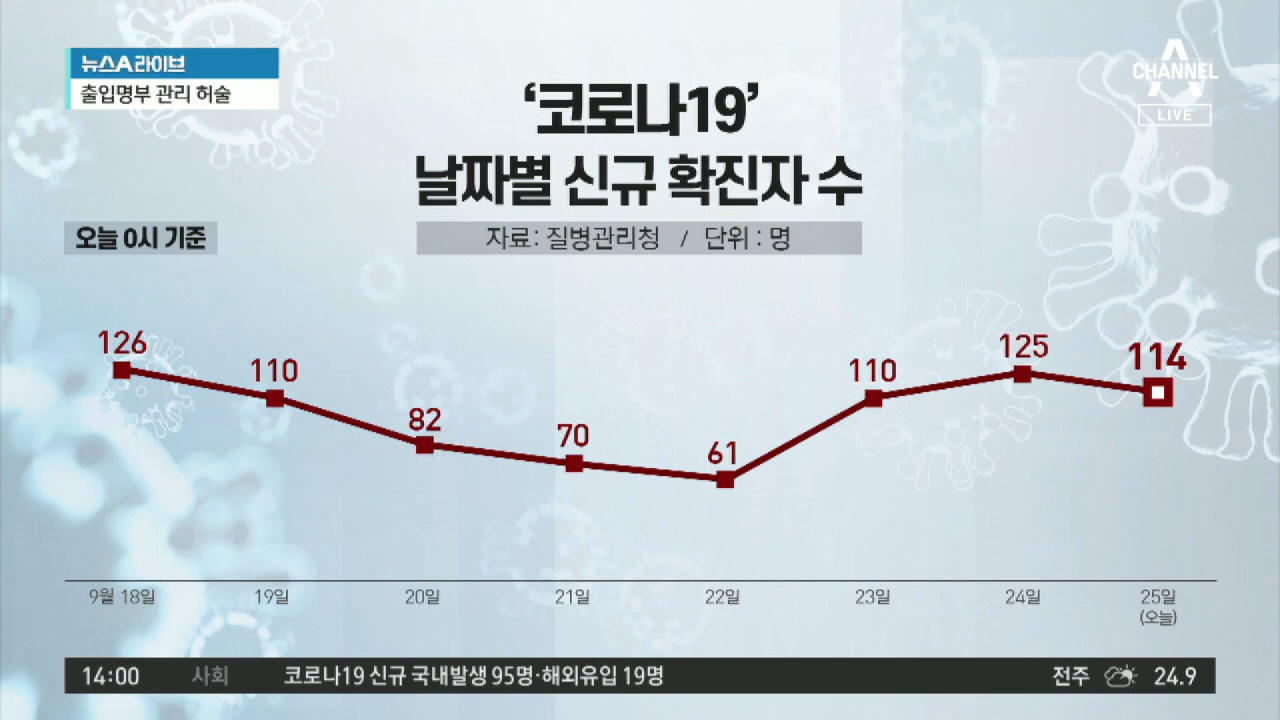 뉴스A 라이브
출입명부 관리 허술
CHANNEL A
LIVE
‘코로나19’
날짜별 신규 확진자 수
오늘 0시 기준
자료 : 질병관리청 / 단위 : 명
126
110
82
70
61
110
125
114
9월 18일
19일
20일
21일
22일
23일
24일
25일
(오늘)
14:00 사회 코로나19 신규 국내발생 95명·해외유입 19명 전주 24.9